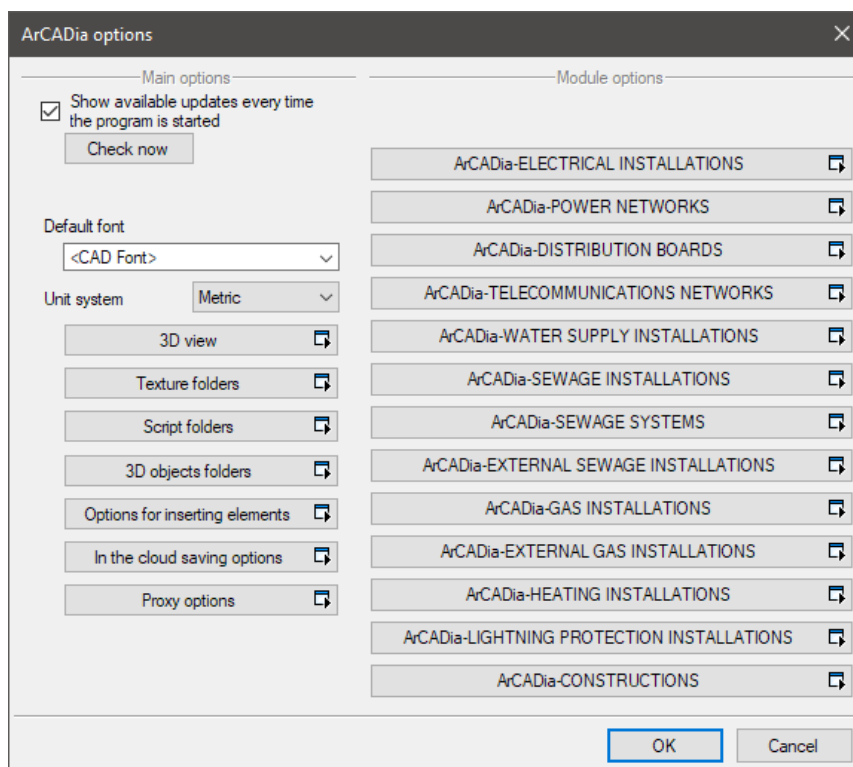 ArCADia options
Main options
Show available updates every time
the program is started
Check now
Default font
<CAD Font>
Unit system
Metric
3D view
Texture folders
Script folders
3D objects folders
Options for inserting elements
In the cloud saving options
Proxy options
Module options
ArCADia-ELECTRICAL INSTALLATIONS
ArCADia-POWER NETWORKS
ArCADia-DISTRIBUTION BOARDS
ArCADia-TELECOMMUNICATIONS NETWORKS
ArCADia-WATER SUPPLY INSTALLATIONS
ArCADia-SEWAGE INSTALLATIONS
ArCADia-SEWAGE SYSTEMS
ArCADia-EXTERNAL SEWAGE INSTALLATIONS
ArCADia-GAS INSTALLATIONS
ArCADia-EXTERNAL GAS INSTALLATIONS
ArCADia-HEATING INSTALLATIONS
ArCADia-LIGHTNING PROTECTION INSTALLATIONS
ArCADia-CONSTRUCTIONS
OK
Cancel